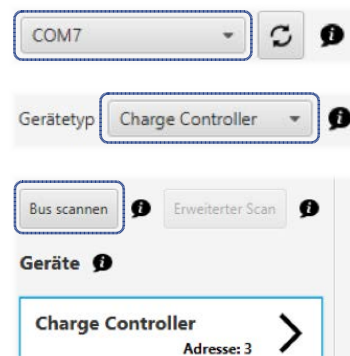 COM7
Gerätetyp Charge Controller
Bus scannen Erweiterter Scan
Geräte
Charge Controller
Adresse: 3